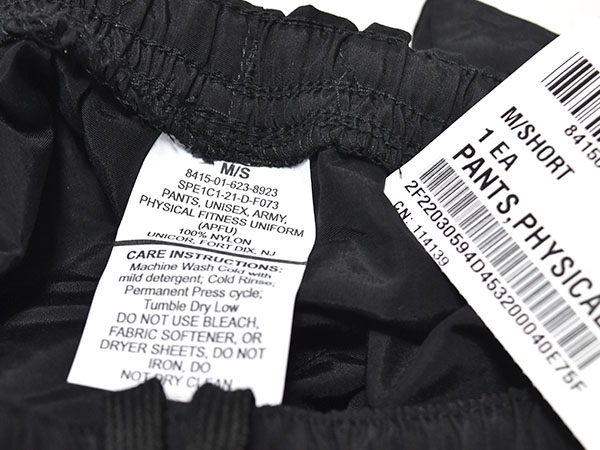 M/S
8415-01-623-8923
SPE1C1-21-D-F073
PANTS, UNISEX, ARMY,
PHYSICAL FITNESS UNIFORM
(APFU)
100% NYLON
UNICOR, FORT DIX, NJ
CARE INSTRUCTIONS:
Machine Wash Cold with
mild detergent; Cold Rinse;
Permanent Press cycle;
Tumble Dry Low
DO NOT USE BLEACH,
FABRIC SOFTENER, OR
DRYER SHEETS, DO NOT
IRON, DO
NOT DRY CLEAN
8415
M/SHORT
1 EA
PANTS, PHYSICAL
2F22030594D453200040E75F
CN: 114139